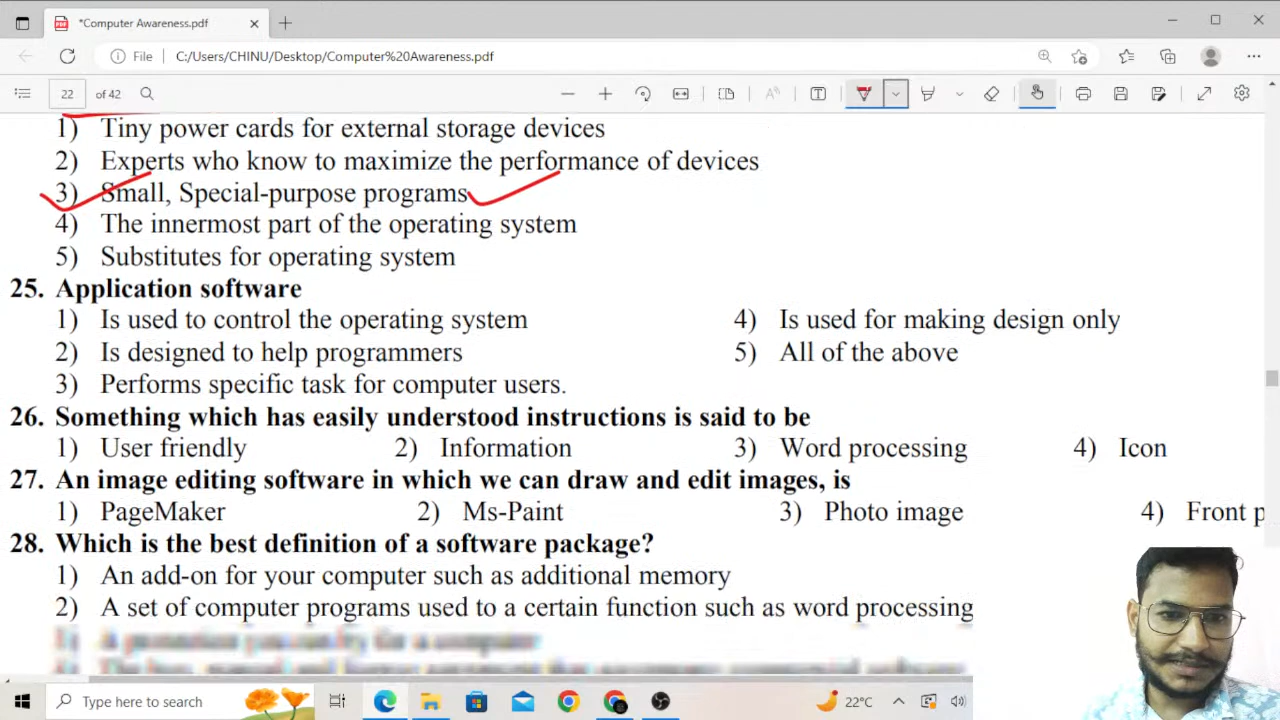 *Computer Awareness.pdf
File C:/Users/CHINU/Desktop/Computer%20Awareness.pdf
22 of 42
1) Tiny power cards for external storage devices
2) Experts who know to maximize the performance of devices
3) Small, Special-purpose programs
4) The innermost part of the operating system
5) Substitutes for operating system
25. Application software
1) Is used to control the operating system 4) Is used for making design only
2) Is designed to help programmers 5) All of the above
3) Performs specific task for computer users.
26. Something which has easily understood instructions is said to be
1) User friendly 2) Information 3) Word processing 4) Icon
27. An image editing software in which we can draw and edit images, is
1) PageMaker 2) Ms-Paint 3) Photo image 4) Front p
28. Which is the best definition of a software package?
1) An add-on for your computer such as additional memory
2) A set of computer programs used to a certain function such as word processing
Type here to search 22°C